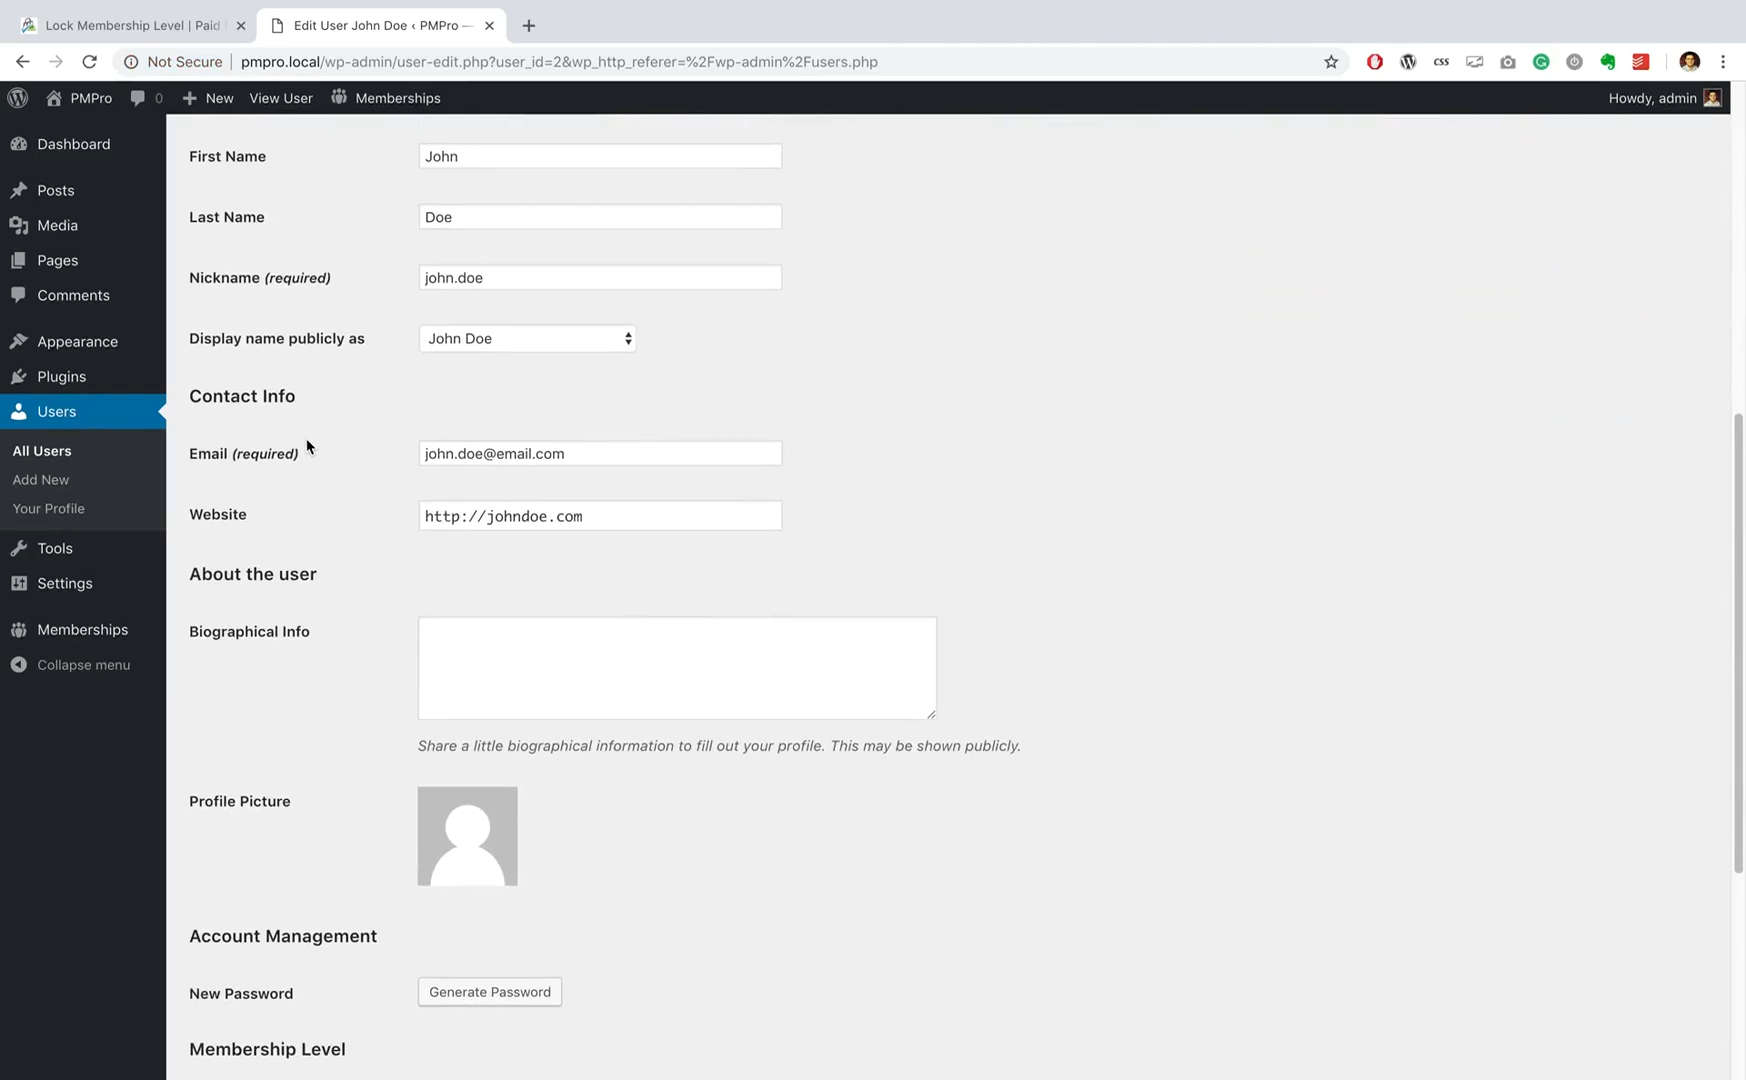 Lock Membership Level | Paid
Edit User John Doe ‹ PMPro —
Not Secure
pmpro.local/wp-admin/user-edit.php?user_id=2&wp_http_referer=%2Fwp-admin%2Fusers.php
css
PMPro
0
New
View User
Memberships
Howdy, admin
Dashboard
Posts
Media
Pages
Comments
Appearance
Plugins
Users
All Users
Add New
Your Profile
Tools
Settings
Memberships
Collapse menu
First Name
John
Last Name
Doe
Nickname (required)
john.doe
Display name publicly as
John Doe
Contact Info
Email (required)
john.doe@email.com
Website
http://johndoe.com
About the user
Biographical Info
Share a little biographical information to fill out your profile. This may be shown publicly.
Profile Picture
Account Management
New Password
Generate Password
Membership Level